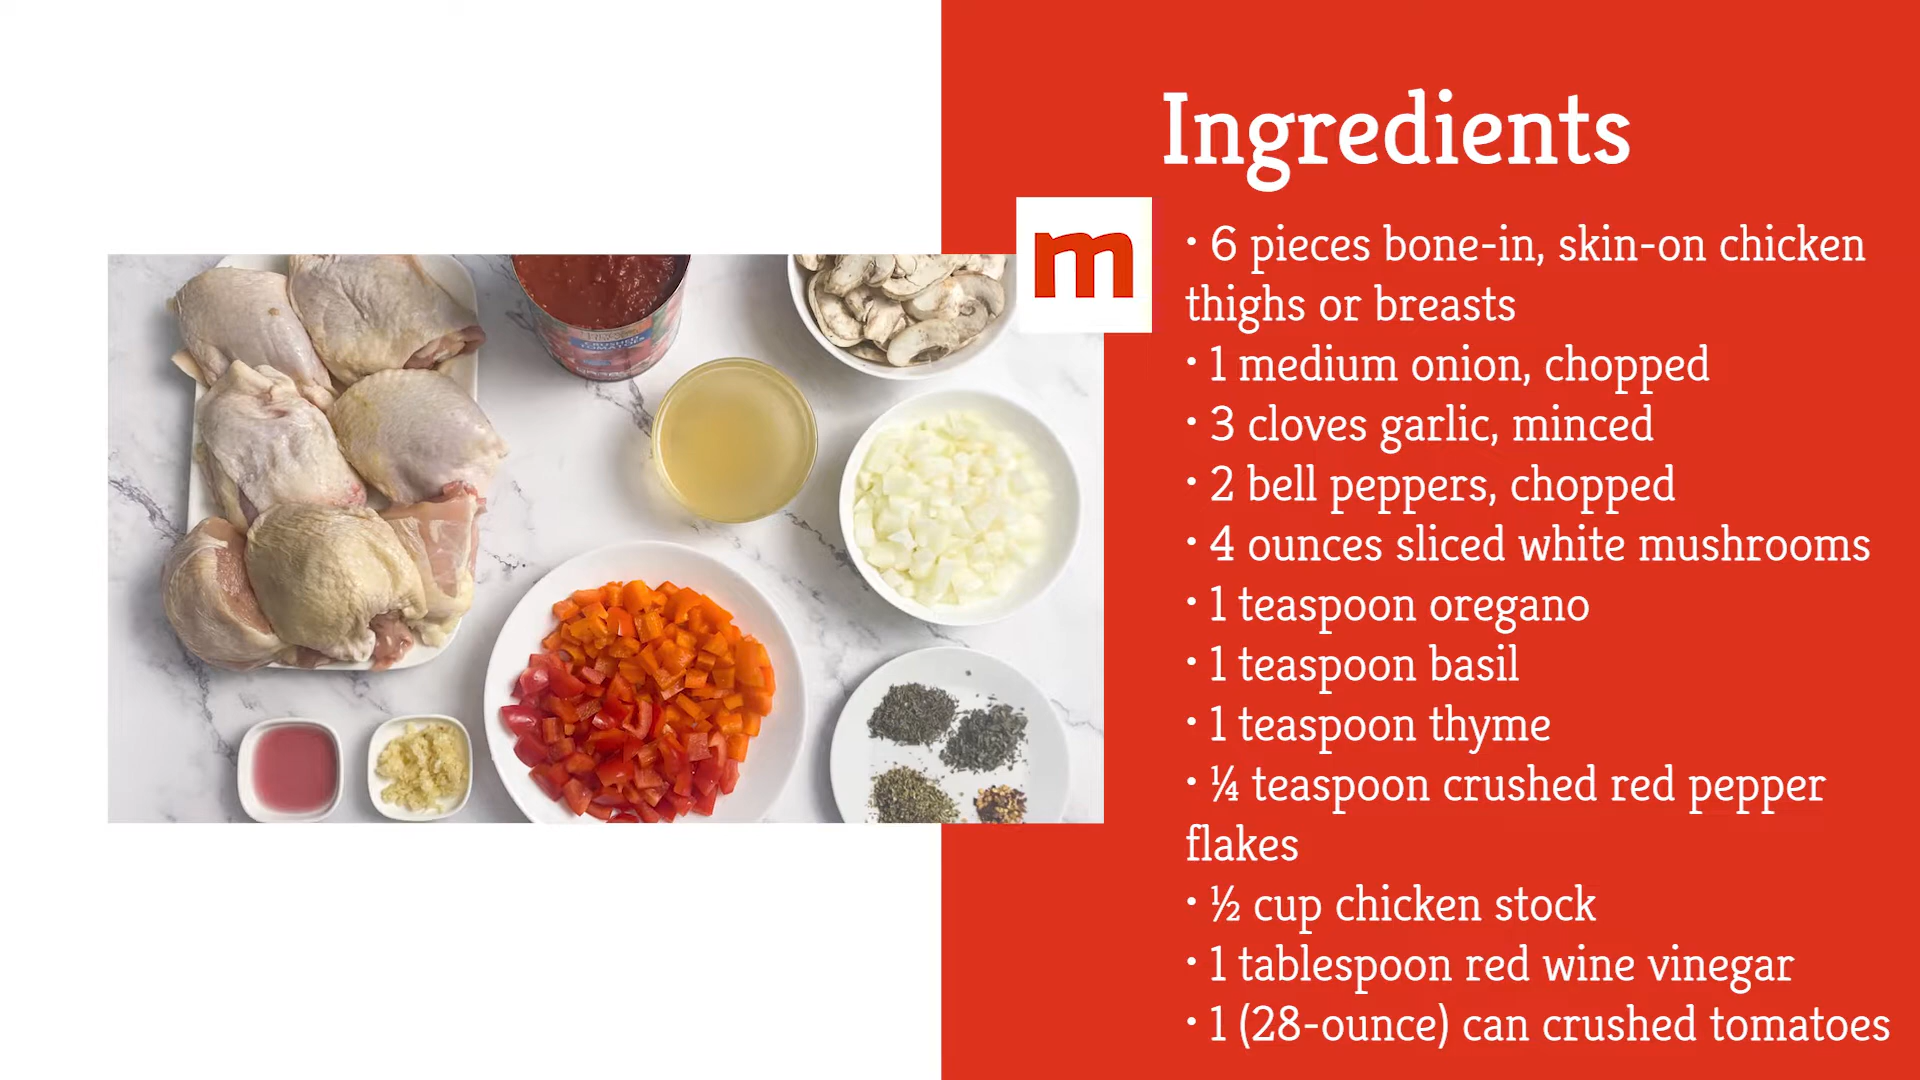 Ingredients
m
• 6 pieces bone-in, skin-on chicken
thighs or breasts
• 1 medium onion, chopped
• 3 cloves garlic, minced
• 2 bell peppers, chopped
• 4 ounces sliced white mushrooms
• 1 teaspoon oregano
• 1 teaspoon basil
• 1 teaspoon thyme
• ¼ teaspoon crushed red pepper
flakes
• ½ cup chicken stock
• 1 tablespoon red wine vinegar
• 1 (28-ounce) can crushed tomatoes